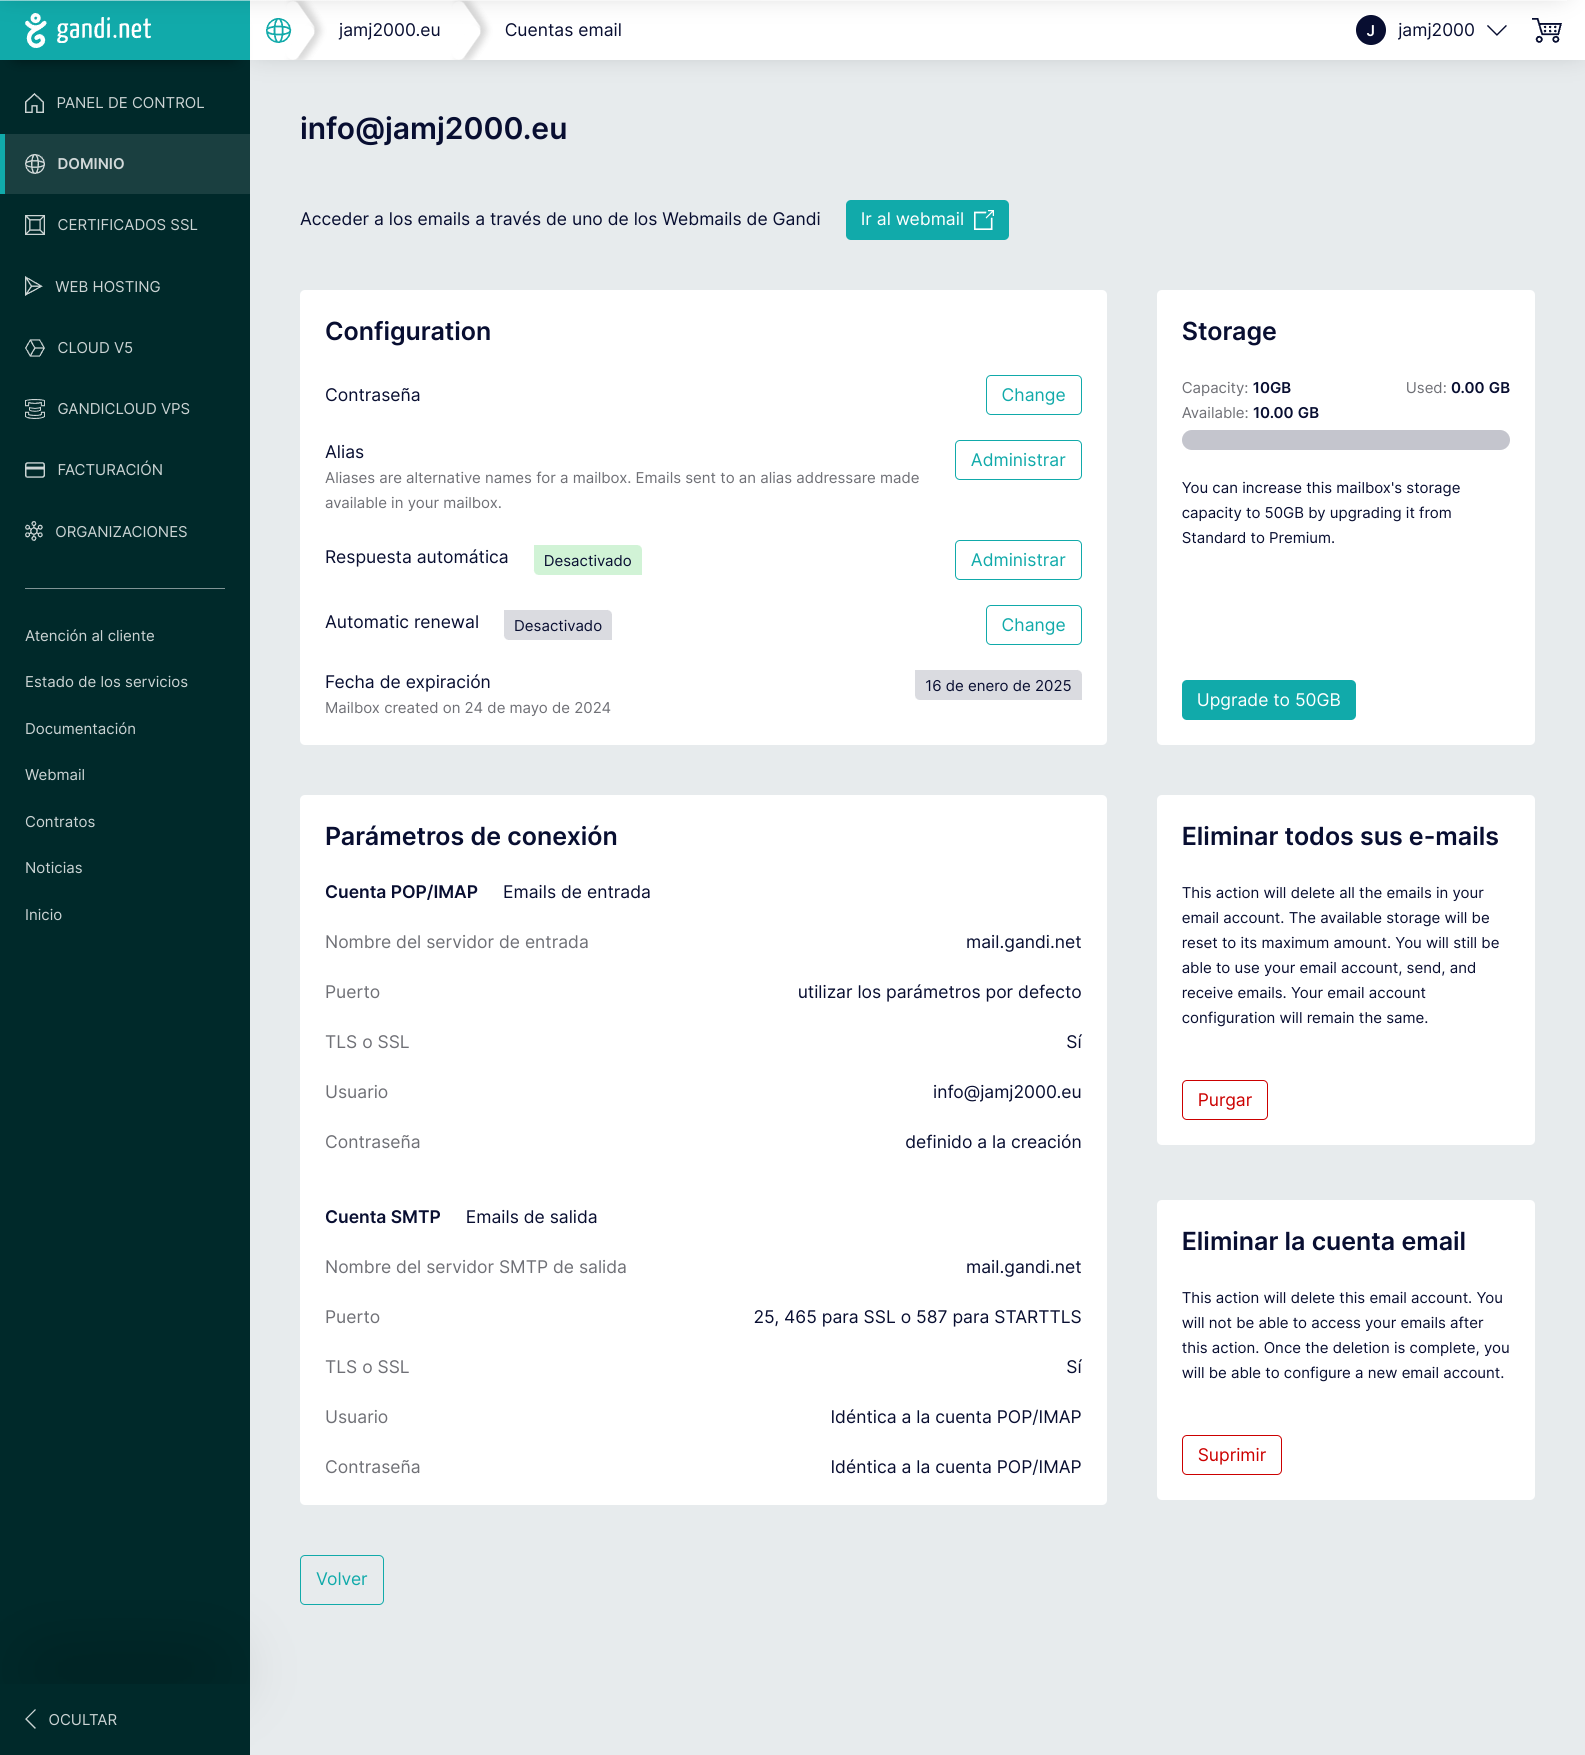 gandi.net
jamj2000.eu
Cuentas email
J
jamj2000
PANEL DE CONTROL
DOMINIO
CERTIFICADOS SSL
WEB HOSTING
CLOUD V5
GANDICLOUD VPS
FACTURACIÓN
ORGANIZACIONES
Atención al cliente
Estado de los servicios
Documentación
Webmail
Contratos
Noticias
Inicio
OCULTAR
info@jamj2000.eu
Acceder a los emails a través de uno de los Webmails de Gandi
Ir al webmail
Configuration
Contraseña
Change
Alias
Administrar
Aliases are alternative names for a mailbox. Emails sent to an alias addressare made
available in your mailbox.
Respuesta automática
Desactivado
Administrar
Automatic renewal
Desactivado
Change
Fecha de expiración
16 de enero de 2025
Mailbox created on 24 de mayo de 2024
Storage
Capacity: 10GB
Used: 0.00 GB
Available: 10.00 GB
You can increase this mailbox's storage
capacity to 50GB by upgrading it from
Standard to Premium.
Upgrade to 50GB
Parámetros de conexión
Cuenta POP/IMAP Emails de entrada
Nombre del servidor de entrada mail.gandi.net
Puerto utilizar los parámetros por defecto
TLS o SSL Sí
Usuario info@jamj2000.eu
Contraseña definido a la creación
Cuenta SMTP Emails de salida
Nombre del servidor SMTP de salida mail.gandi.net
Puerto 25, 465 para SSL o 587 para STARTTLS
TLS o SSL Sí
Usuario Idéntica a la cuenta POP/IMAP
Contraseña Idéntica a la cuenta POP/IMAP
Eliminar todos sus e-mails
This action will delete all the emails in your
email account. The available storage will be
reset to its maximum amount. You will still be
able to use your email account, send, and
receive emails. Your email account
configuration will remain the same.
Purgar
Eliminar la cuenta email
This action will delete this email account. You
will not be able to access your emails after
this action. Once the deletion is complete, you
will be able to configure a new email account.
Suprimir
Volver